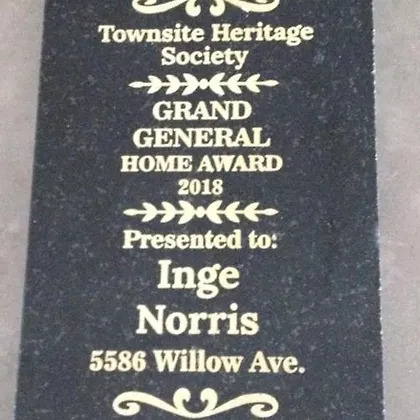 Townsite Heritage
Society
GRAND
GENERAL
HOME AWARD
2018
Presented to:
Inge
Norris
5586 Willow Ave.